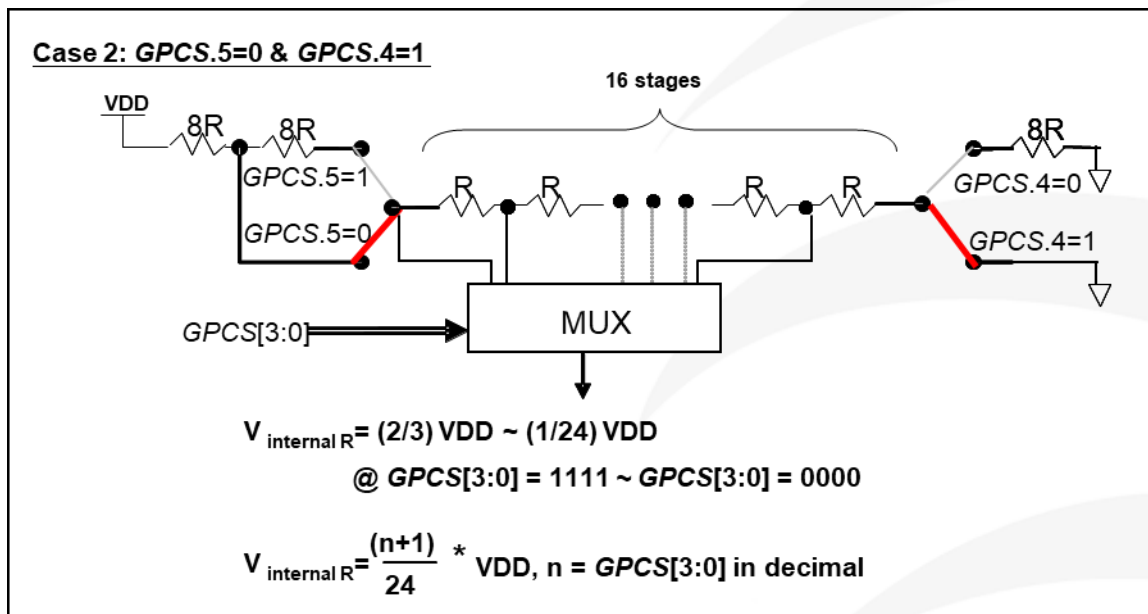 Case 2: GPCS.5=0 & GPCS.4=1
16 stages
VDD
8R 8R 8R
GPCS.5=1 R R R R GPCS.4=0
GPCS.5=0 GPCS.4=1
GPCS[3:0] MUX
V internal R= (2/3) VDD ~ (1/24) VDD
@ GPCS[3:0] = 1111 ~ GPCS[3:0] = 0000
V internal R= (n+1)/24 * VDD, n = GPCS[3:0] in decimal